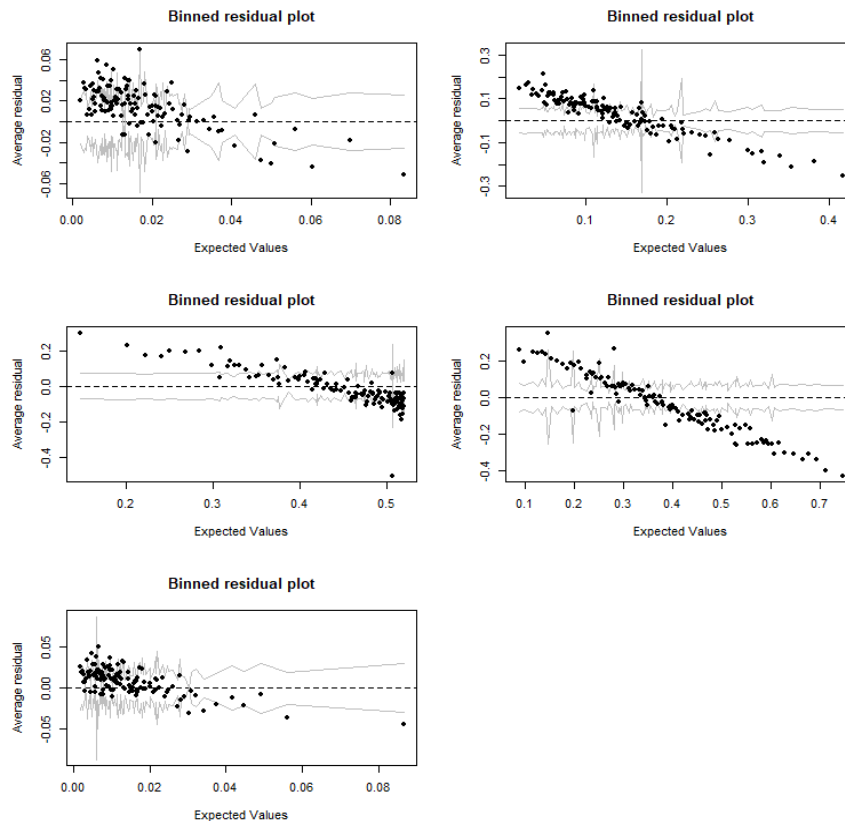 Binned residual plot
Average residual
-0.06 -0.02 0.02 0.06
0.00 0.02 0.04 0.06 0.08
Expected Values
Binned residual plot
Average residual
-0.3 -0.1 0.1 0.3
0.1 0.2 0.3 0.4
Expected Values
Binned residual plot
Average residual
-0.4 -0.2 0.0 0.2
0.2 0.3 0.4 0.5
Expected Values
Binned residual plot
Average residual
-0.4 -0.2 0.0 0.2
0.1 0.2 0.3 0.4 0.5 0.6 0.7
Expected Values
Binned residual plot
Average residual
-0.05 0.00 0.05
0.00 0.02 0.04 0.06 0.08
Expected Values